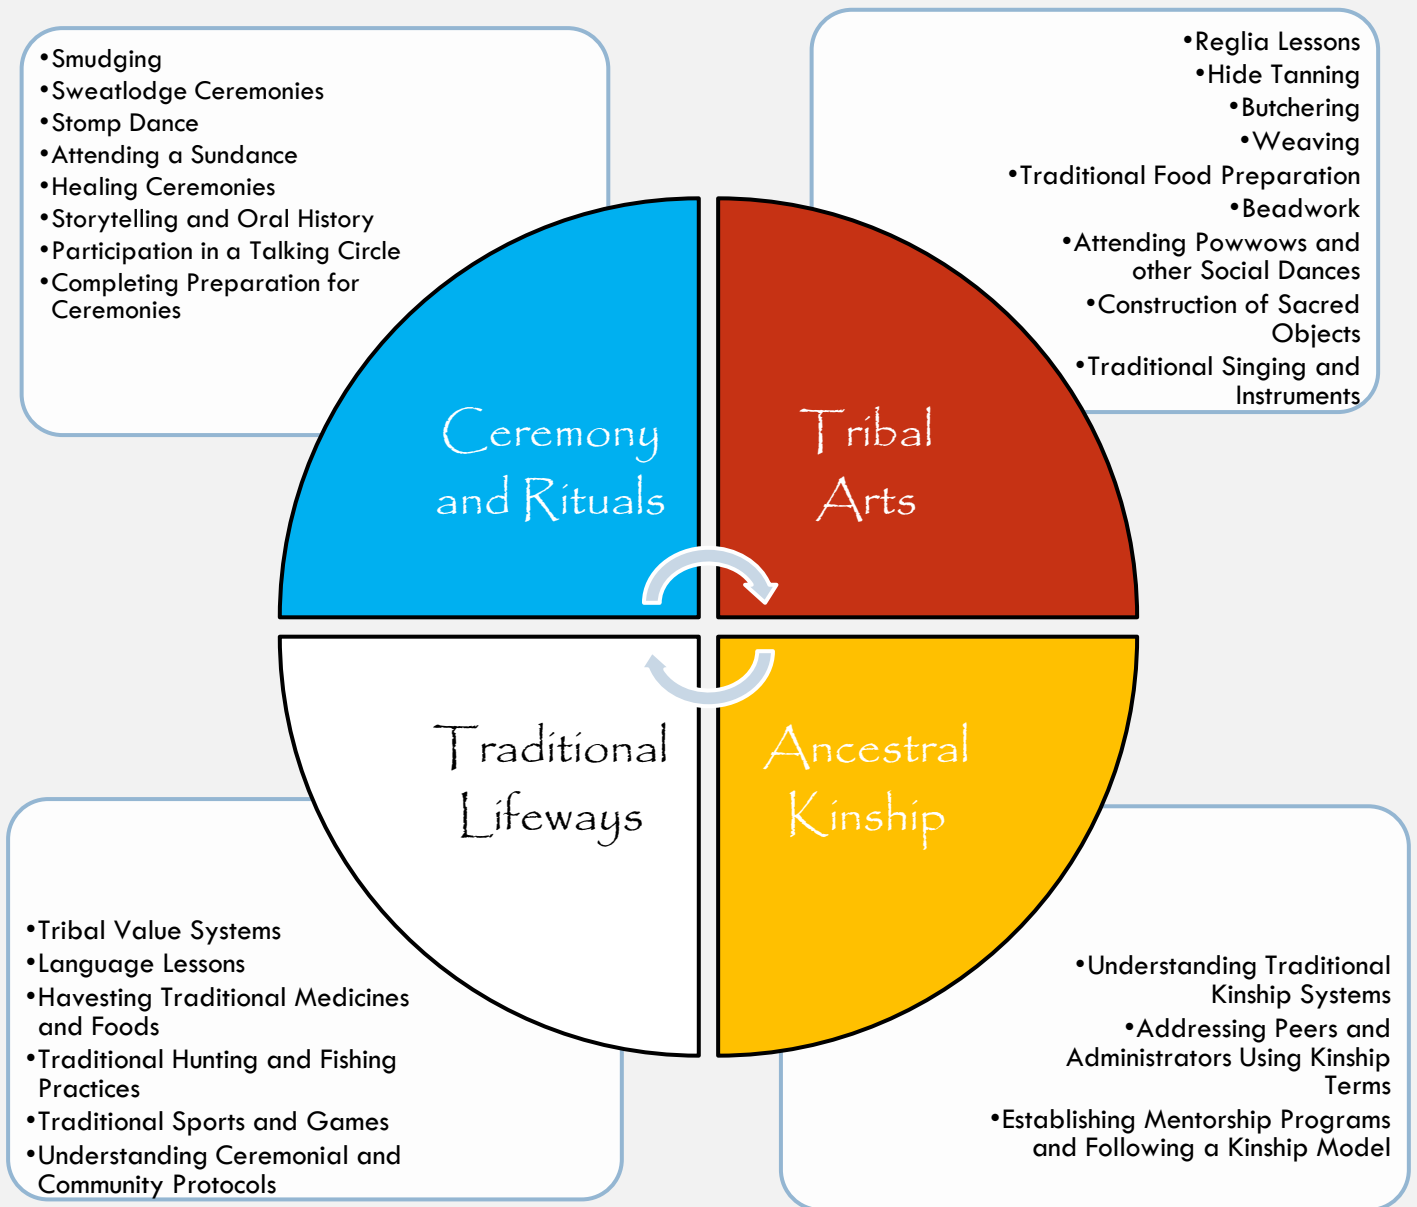 •Smudging
•Sweatlodge Ceremonies
•Stomp Dance
•Attending a Sundance
•Healing Ceremonies
•Storytelling and Oral History
•Participation in a Talking Circle
•Completing Preparation for
Ceremonies
•Reglia Lessons
•Hide Tanning
•Butchering
•Weaving
•Traditional Food Preparation
•Beadwork
•Attending Powwows and
other Social Dances
•Construction of Sacred
Objects
•Traditional Singing and
Instruments
Ceremony
and Rituals
Tribal
Arts
Traditional
Lifeways
Ancestral
Kinship
•Tribal Value Systems
•Language Lessons
•Havesting Traditional Medicines
and Foods
•Traditional Hunting and Fishing
Practices
•Traditional Sports and Games
•Understanding Ceremonial and
Community Protocols
•Understanding Traditional
Kinship Systems
•Addressing Peers and
Administrators Using Kinship
Terms
•Establishing Mentorship Programs
and Following a Kinship Model